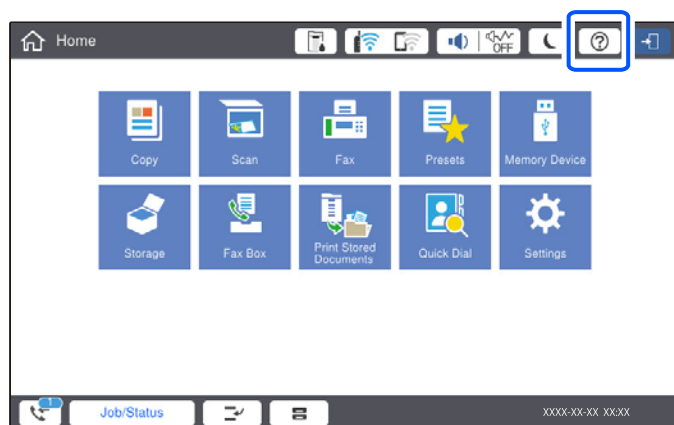 Home
OFF
?
Copy
Scan
Fax
Presets
Memory Device
Storage
Fax Box
Print Stored
Documents
Quick Dial
Settings
1
Job/Status
XXXX-XX-XX XX:XX